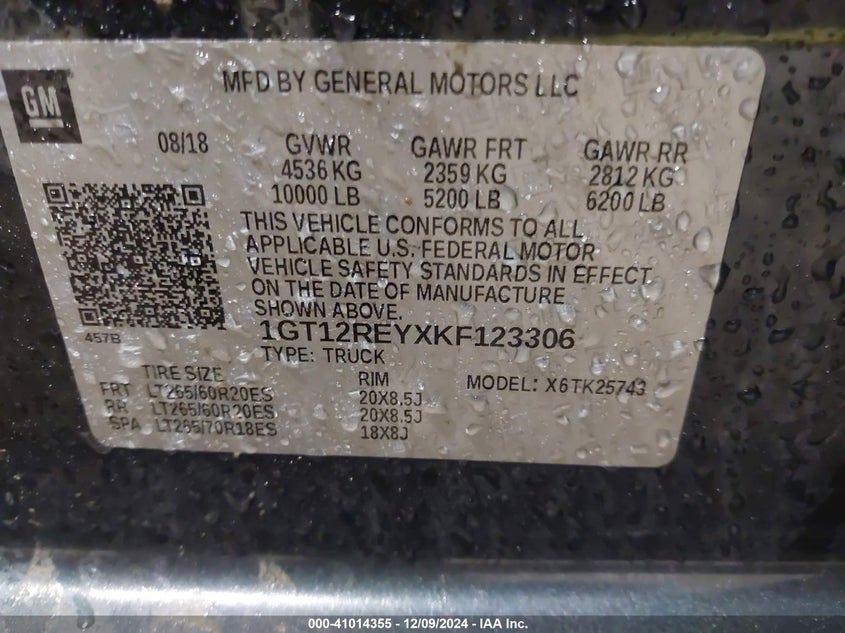 GM
MFD BY GENERAL MOTORS LLC
08/18 GVWR GAWR FRT GAWR RR
4536 KG 2359 KG 2812 KG
10000 LB 5200 LB 6200 LB
THIS VEHICLE CONFORMS TO ALL
APPLICABLE U.S. FEDERAL MOTOR
VEHICLE SAFETY STANDARDS IN EFFECT
ON THE DATE OF MANUFACTURE
SHOWN ABOVE.
457B 1GT12REYXKF123306
TYPE: TRUCK
TIRE SIZE RIM MODEL: X6TK25743
FRT LT265/60R20ES 20X8.5J
RR LT265/60R20ES 20X8.5J
SPA LT265/70R18ES 18X8J
000-41014355 - 12/09/2024 - IAA Inc.